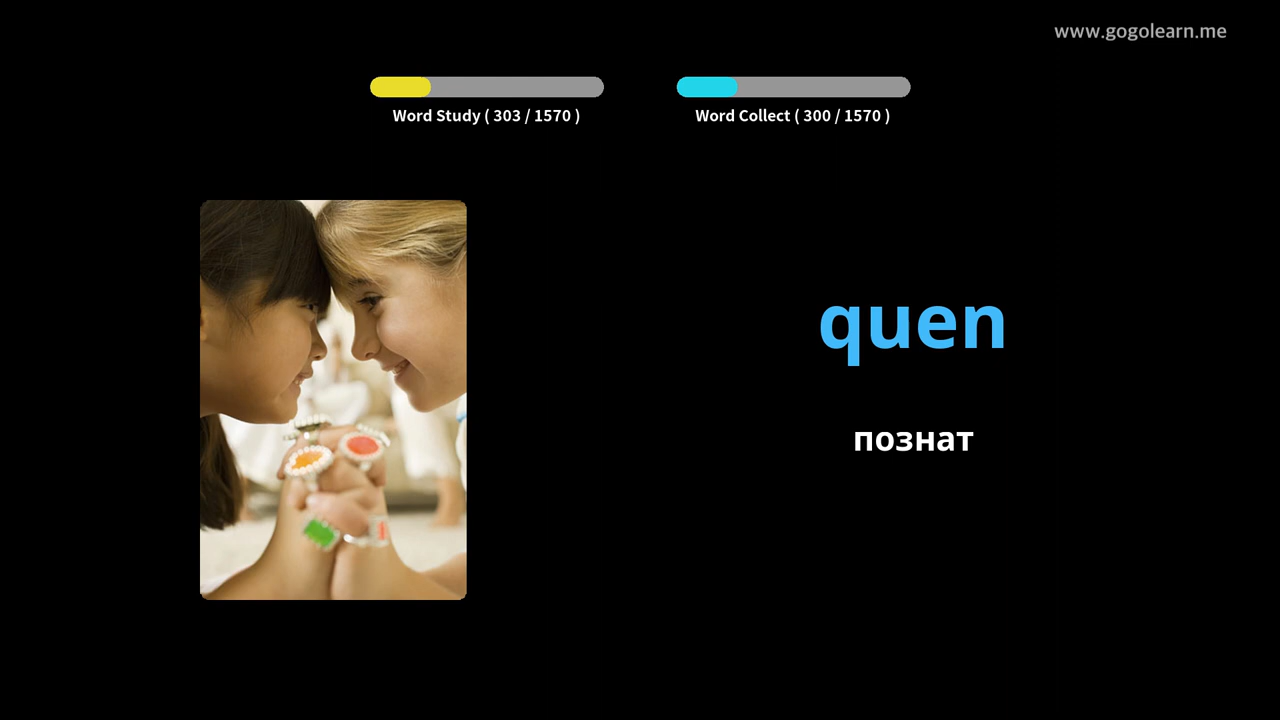 www.gogolearn.me
Word Study ( 303 / 1570 )
Word Collect ( 300 / 1570 )
quen
познат